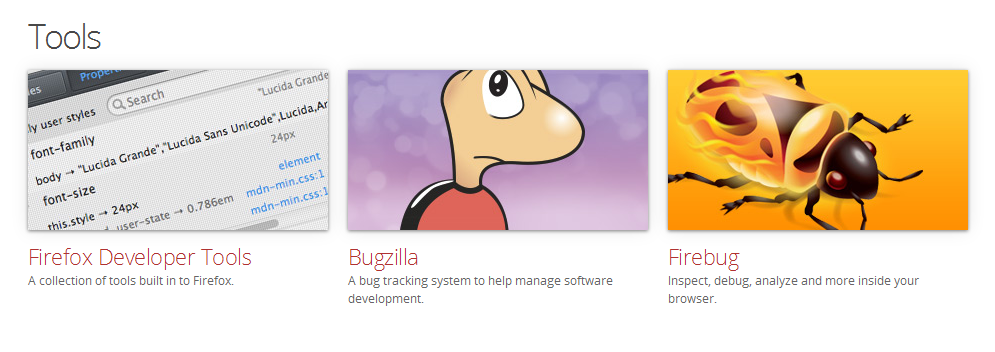 Tools
Properties
les
Search
ly user styles
"Lucida Grande
font-family
body → "Lucida Grande","Lucida Sans Unicode",Lucida,Ar
24px
font-size
element
this.style → 24px
mdn-min.css:1
user-state → 0.786em
mdn-min.css:1
Firefox Developer Tools
Bugzilla
Firebug
A collection of tools built in to Firefox.
A bug tracking system to help manage software
development.
Inspect, debug, analyze and more inside your
browser.